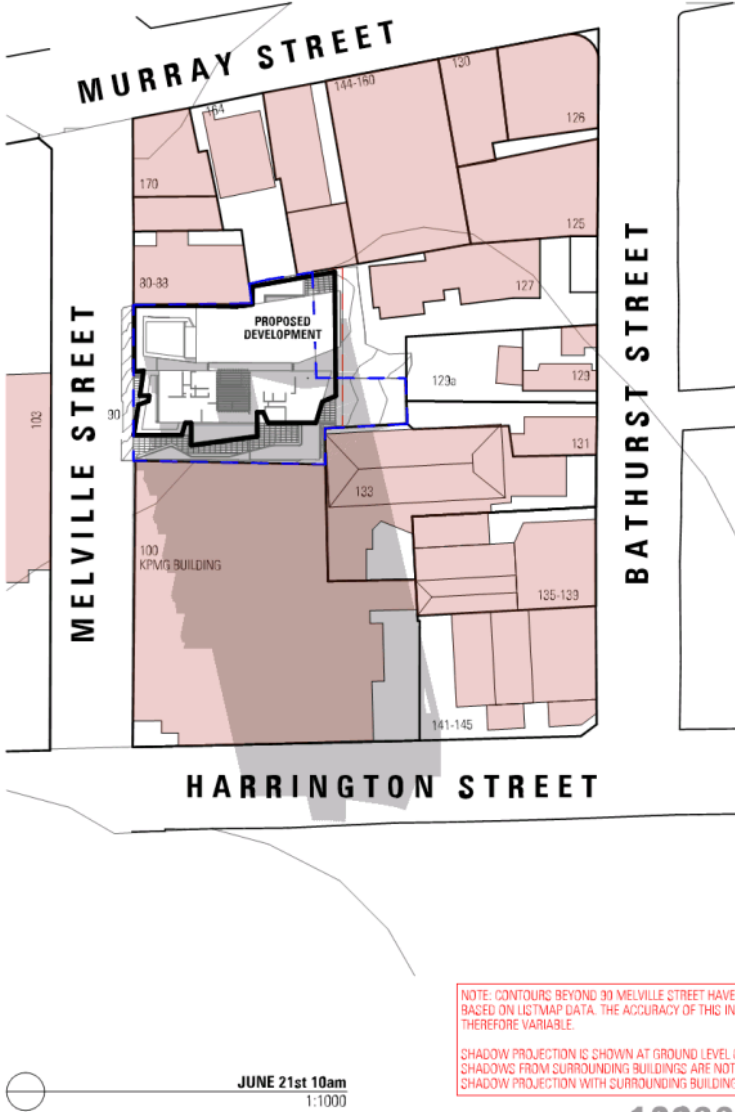 MURRAY STREET
144-160
130
164
126
170
125
80-88
127
PROPOSED
DEVELOPMENT
MELVILLE STREET
BATHURST STREET
129a
129
103
90
131
133
100
KPMG BUILDING
135-139
141-145
HARRINGTON STREET
NOTE: CONTOURS BEYOND 90 MELVILLE STREET HAVE
BASED ON LISTMAP DATA. THE ACCURACY OF THIS IN
THEREFORE VARIABLE.
SHADOW PROJECTION IS SHOWN AT GROUND LEVEL
SHADOWS FROM SURROUNDING BUILDINGS ARE NOT
SHADOW PROJECTION WITH SURROUNDING BUILDING
JUNE 21st 10am
1:1000